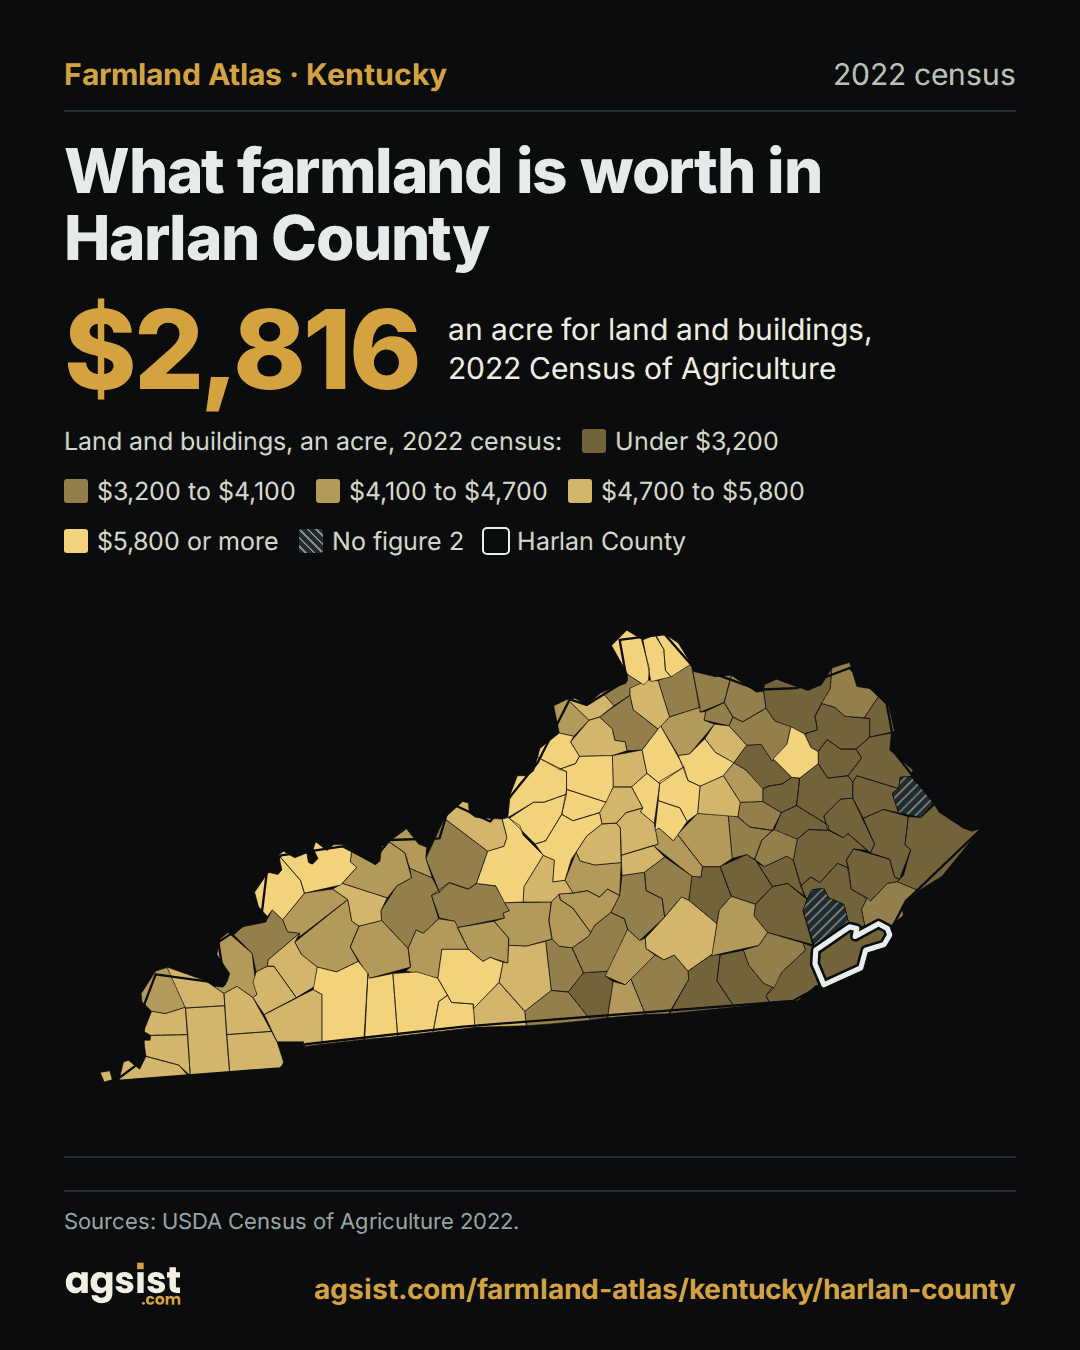 Farmland Atlas · Kentucky
2022 census
What farmland is worth in
Harlan County
$2,816
an acre for land and buildings,
2022 Census of Agriculture
Land and buildings, an acre, 2022 census: Under $3,200
$3,200 to $4,100 $4,100 to $4,700 $4,700 to $5,800
$5,800 or more No figure 2 Harlan County
Sources: USDA Census of Agriculture 2022.
agsist
.com
agsist.com/farmland-atlas/kentucky/harlan-county